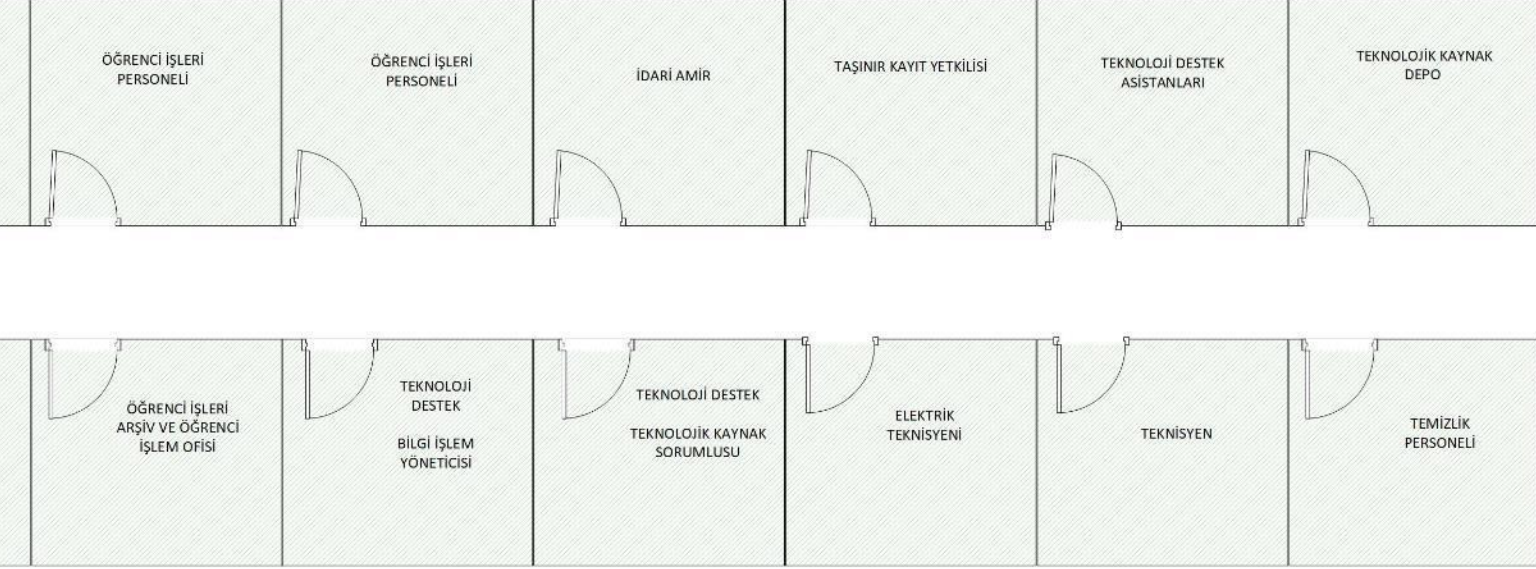 ÖĞRENCİ İŞLERİ
PERSONELİ
ÖĞRENCİ İŞLERİ
PERSONELİ
İDARİ AMİR
TAŞINIR KAYIT YETKİLİSİ
TEKNOLOJİ DESTEK
ASİSTANLARI
TEKNOLOJİK KAYNAK
DEPO
ÖĞRENCİ İŞLERİ
ARŞİV VE ÖĞRENCİ
İŞLEM OFİSİ
TEKNOLOJİ
DESTEK
BİLGİ İŞLEM
YÖNETİCİSİ
TEKNOLOJİ DESTEK
TEKNOLOJİK KAYNAK
SORUMLUSU
ELEKTRİK
TEKNİSYENİ
TEKNİSYEN
TEMİZLİK
PERSONELİ